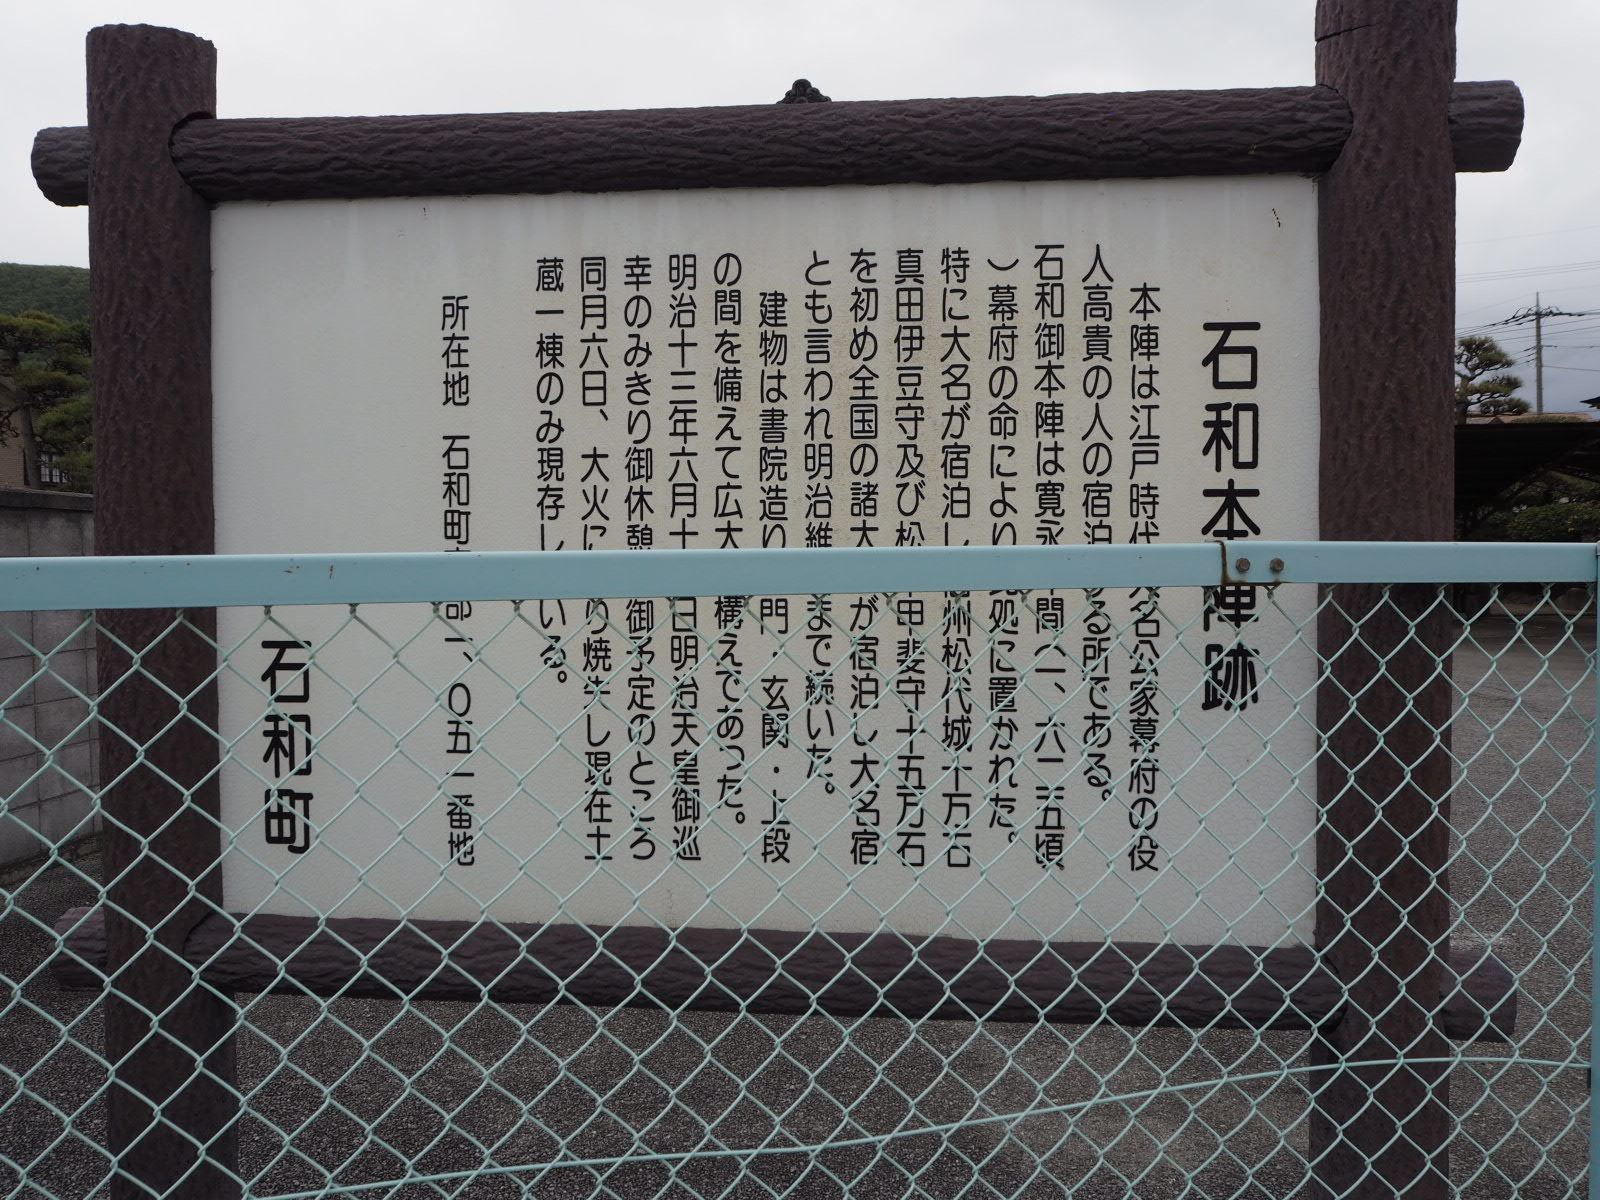 石和本陣跡
本陣は江戸時代大名公家幕府の役
人高貴の人の宿泊する所である。
石和御本陣は寛永年間(一、六二五頃
)幕府の命により此処に置かれた。
特に大名が宿泊し信州松代城十万石
真田伊豆守及び松平甲斐守十五万石
を初め全国の諸大名が宿泊し大名宿
とも言われ明治維新まで続いた。
建物は書院造り門・玄関・上段
の間を備えて広大な構えであった。
明治十三年六月十日明治天皇御巡
幸のみきり御休憩御予定のところ
同月六日、大火により焼失し現在土
蔵一棟のみ現存している。
所在地 石和町市部一、〇五一番地
石和町